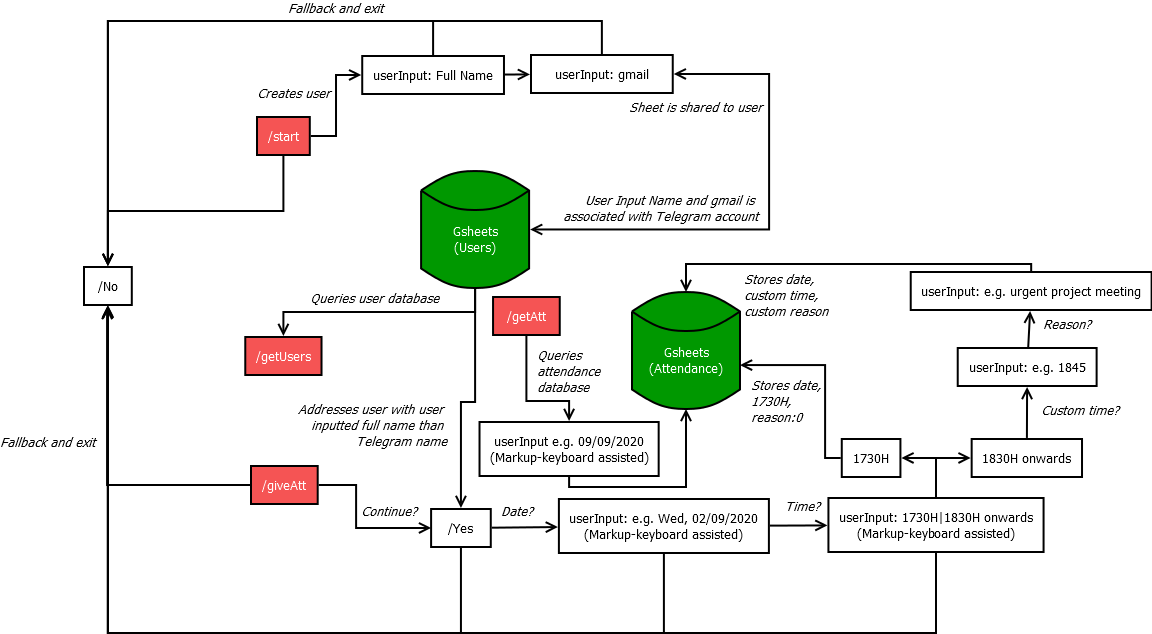 Fallback and exit
userInput: Full Name
userInput: gmail
Creates user
Sheet is shared to user
/start
User Input Name and gmail is
associated with Telegram account
Gsheets
(Users)
/No
Queries user database
/getAtt
/getUsers
Queries
attendance
database
Stores date,
custom time,
custom reason
userInput: e.g. urgent project meeting
Reason?
Gsheets
(Attendance)
userInput: e.g. 1845
Stores date,
1730H,
reason:0
Custom time?
Addresses user with user
inputted full name than
Telegram name
Fallback and exit
userInput e.g. 09/09/2020
(Markup-keyboard assisted)
1730H
1830H onwards
/giveAtt
Continue?
/Yes
Date?
userInput: e.g. Wed, 02/09/2020
(Markup-keyboard assisted)
Time?
userInput: 1730H|1830H onwards
(Markup-keyboard assisted)